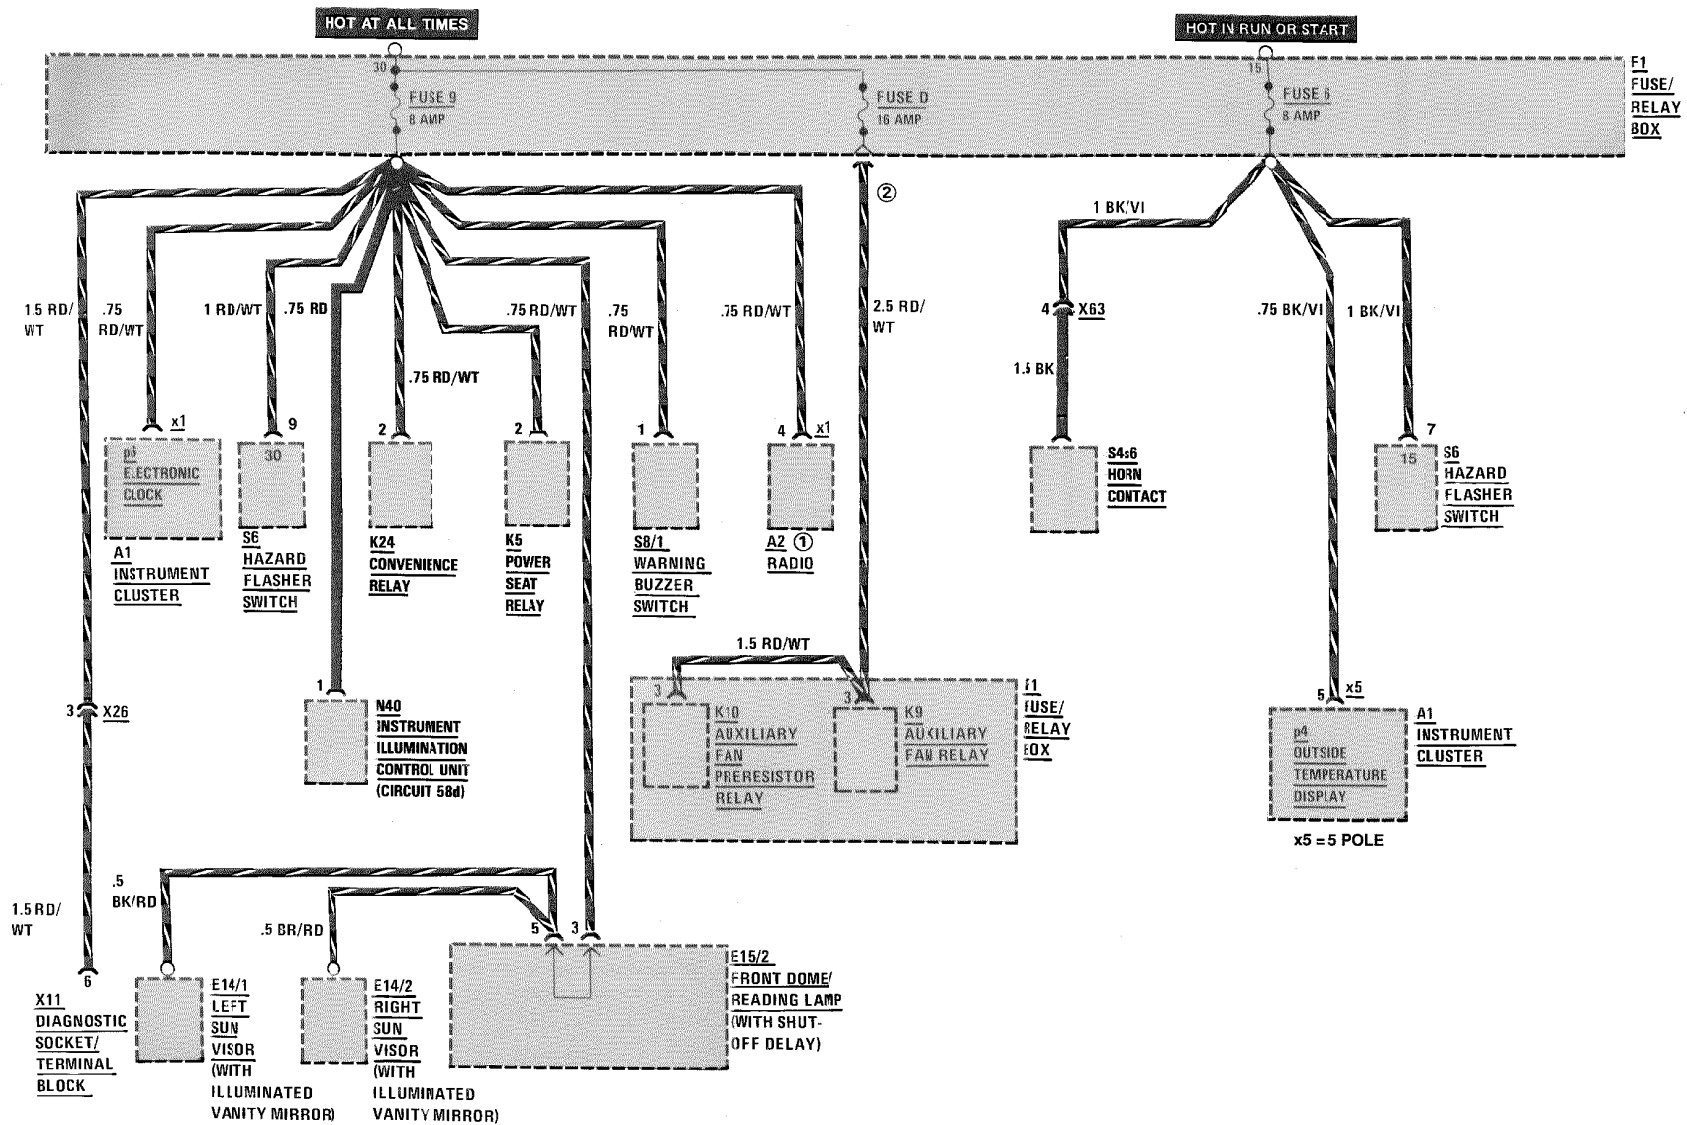 HOT AT ALL TIMES
HOT IN RUN OR START
30
15
FUSE 9
8 AMP
FUSE D
16 AMP
FUSE 6
8 AMP
F1
FUSE/
RELAY
BOX
②
1 BK/VI
1.5 RD/
WT
.75
RD/WT
1 RD/WT
.75 RD
.75 RD/WT
.75 RD/WT
.75
RD/WT
.75 RD/WT
2.5 RD/
WT
4
X63
.75 BK/VI
1 BK/VI
1.5 BK
x1
9
2
2
1
4
x1
7
p1
ELECTRONIC
CLOCK
A1
INSTRUMENT
CLUSTER
30
S6
HAZARD
FLASHER
SWITCH
K24
CONVENIENCE
RELAY
K5
POWER
SEAT
RELAY
S8/1
WARNING
BUZZER
SWITCH
A2 ①
RADIO
S4s6
HORN
CONTACT
15
S6
HAZARD
FLASHER
SWITCH
1.5 RD/WT
1
N40
INSTRUMENT
ILLUMINATION
CONTROL UNIT
(CIRCUIT 58d)
3
X26
3
K10
AUXILIARY
FAN
PRERESISTOR
RELAY
3
K9
AUXILIARY
FAN RELAY
F1
FUSE/
RELAY
BOX
5
x5
p4
OUTSIDE
TEMPERATURE
DISPLAY
A1
INSTRUMENT
CLUSTER
x5 = 5 POLE
.5
BK/RD
1.5 RD/
WT
.5 BR/RD
5
3
6
X11
DIAGNOSTIC
SOCKET/
TERMINAL
BLOCK
E14/1
LEFT
SUN
VISOR
(WITH
ILLUMINATED
VANITY MIRROR)
E14/2
RIGHT
SUN
VISOR
(WITH
ILLUMINATED
VANITY MIRROR)
E15/2
FRONT DOME/
READING LAMP
(WITH SHUT-
OFF DELAY)